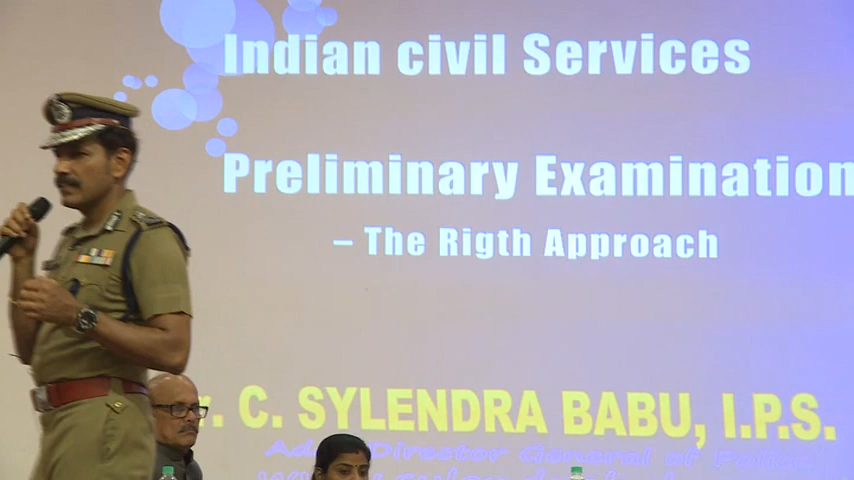 Indian civil Services
Preliminary Examination
– The Rigth Approach
r. C. SYLENDRA BABU, I.P.S.
Director General of Police